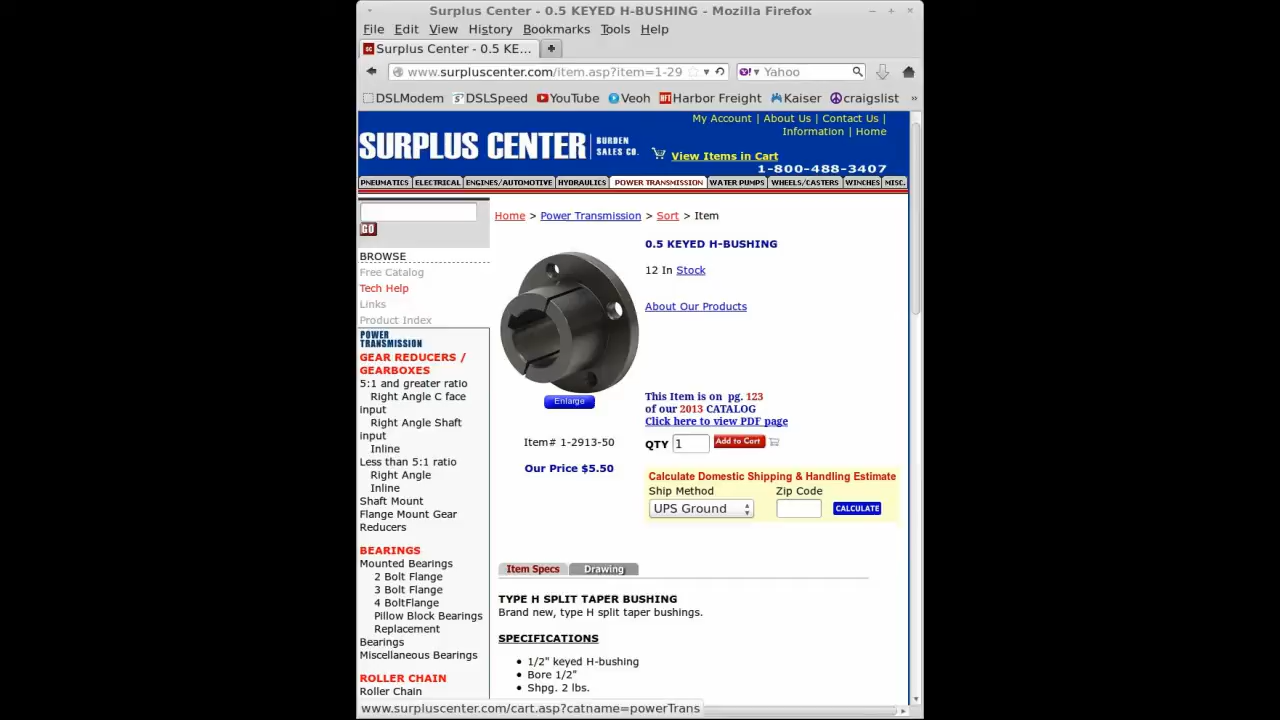 Surplus Center - 0.5 KEYED H-BUSHING - Mozilla Firefox
File Edit View History Bookmarks Tools Help
Surplus Center - 0.5 KE...
www.surpluscenter.com/item.asp?item=1-29 Yahoo
DSLModem DSLSpeed YouTube Veoh Harbor Freight Kaiser craigslist »
My Account | About Us | Contact Us |
Information | Home
SURPLUS CENTER
BURDEN
SALES CO.
View Items in Cart
1-800-488-3407
PNEUMATICS ELECTRICAL ENGINES/AUTOMOTIVE HYDRAULICS POWER TRANSMISSION WATER PUMPS WHEELS/CASTERS WINCHES MISC.
GO
BROWSE
Free Catalog
Tech Help
Links
Product Index
POWER
TRANSMISSION
GEAR REDUCERS /
GEARBOXES
5:1 and greater ratio
Right Angle C face
input
Right Angle Shaft
input
Inline
Less than 5:1 ratio
Right Angle
Inline
Shaft Mount
Flange Mount Gear
Reducers
BEARINGS
Mounted Bearings
2 Bolt Flange
3 Bolt Flange
4 BoltFlange
Pillow Block Bearings
Replacement
Bearings
Miscellaneous Bearings
ROLLER CHAIN
Roller Chain
Home > Power Transmission > Sort > Item
0.5 KEYED H-BUSHING
12 In Stock
About Our Products
Enlarge
This Item is on pg. 123
of our 2013 CATALOG
Click here to view PDF page
Item# 1-2913-50
QTY 1 Add to Cart
Our Price $5.50
Calculate Domestic Shipping & Handling Estimate
Ship Method Zip Code
UPS Ground CALCULATE
Item Specs Drawing
TYPE H SPLIT TAPER BUSHING
Brand new, type H split taper bushings.
SPECIFICATIONS
• 1/2" keyed H-bushing
• Bore 1/2"
• Shpg. 2 lbs.
www.surpluscenter.com/cart.asp?catname=powerTrans